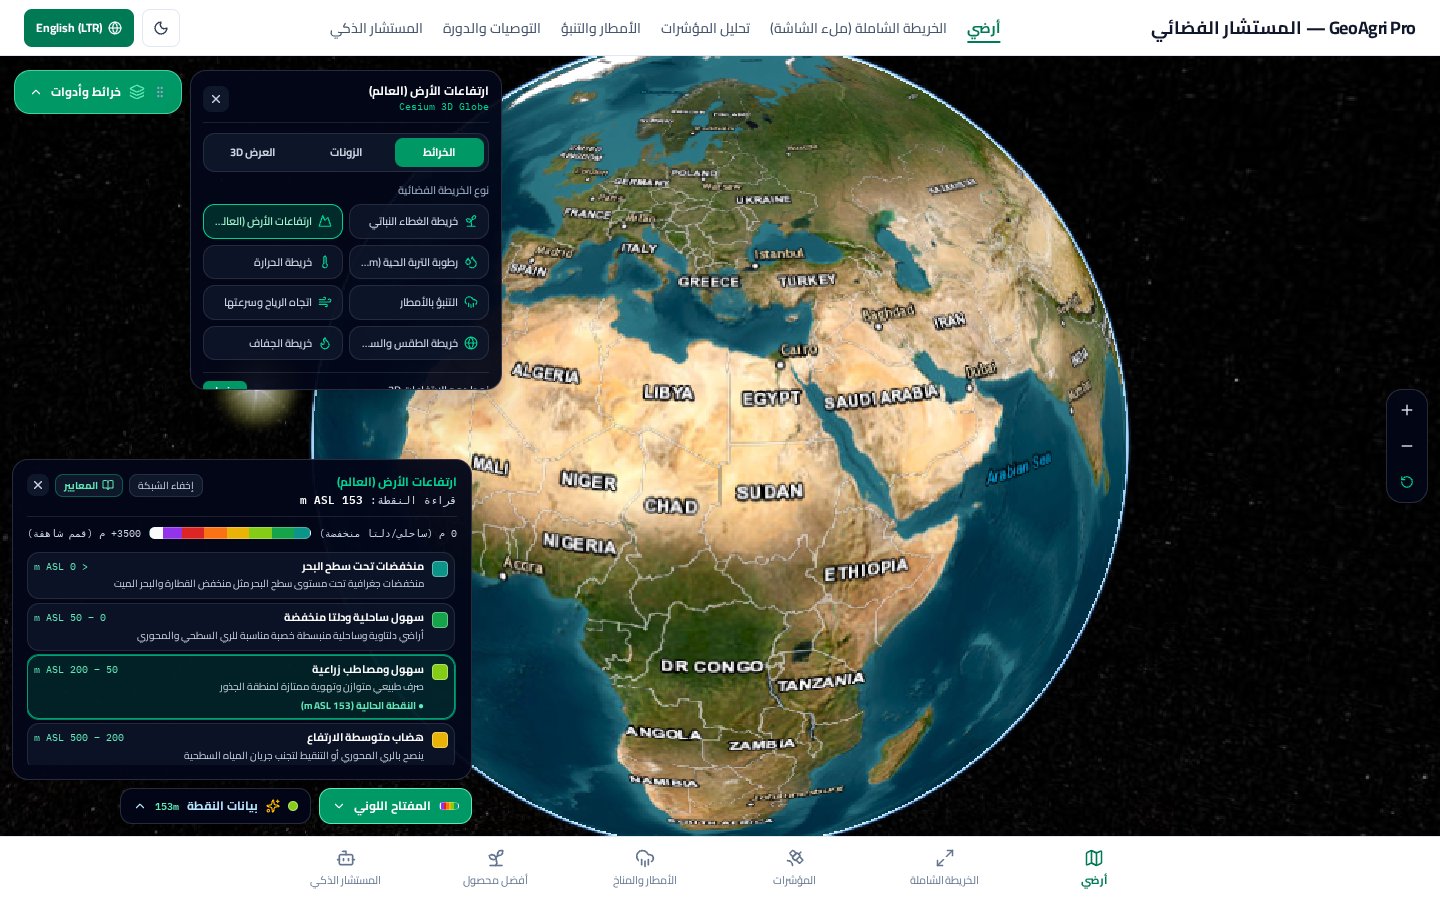 GeoAgri Pro — المستشار الفضائي
أرضي
الخريطة الشاملة (ملء الشاشة)
تحليل المؤشرات
الأمطار والتنبؤ
التوصيات والدورة
المستشار الذكي
English (LTR)
خرائط وأدوات
ارتفاعات الأرض (العالم)
Cesium 3D Globe
الخرائط
الزونات
العرض 3D
نوع الخريطة الفضائية
خريطة الغطاء النباتي
ارتفاعات الأرض (العالـ...
رطوبة التربة الحية (m...
خريطة الحرارة
التنبؤ بالأمطار
اتجاه الرياح وسرعتها
خريطة الطقس والسـ...
خريطة الجفاف
GERMANY
POLAND
UKRAINE
FRANCE
Milan
ITALY
Madrid
SPAIN
Istanbul
GREECE
TURKEY
Baghdad
IRAN
Cairo
Dubai
ALGERIA
LIBYA
EGYPT
SAUDI ARABIA
Mumbai
Arabian Sea
MALI
NIGER
CHAD
SUDAN
NIGERIA
Accra
ETHIOPIA
DR CONGO
TANZANIA
ANGOLA
ZAMBIA
NAMIBIA
ارتفاعات الأرض (العالم)
قراءة النقطة: 153 m ASL
إخفاء الشبكة
المعايير
0 م (ساحلي/دلتا منخفضة)
3500+ م (قمم شاهقة)
منخفضات تحت سطح البحر
< 0 m ASL
منخفضات جغرافية تحت مستوى سطح البحر مثل منخفض القطارة والبحر الميت
سهول ساحلية ودلتا منخفضة
0 – 50 m ASL
أراضي دلتاوية وساحلية منبسطة خصبة مناسبة للري السطحي والمحوري
سهول ومصاطب زراعية
50 – 200 m ASL
صرف طبيعي متوازن وتهوية ممتازة لمنطقة الجذور
● النقطة الحالية (153 m ASL)
هضاب متوسطة الارتفاع
200 – 500 m ASL
ينصح بالري المحوري أو التنقيط لتجنب جريان المياه السطحية
المفتاح اللوني
بيانات النقطة
153m
أرضي
الخريطة الشاملة
المؤشرات
الأمطار والمناخ
أفضل محصول
المستشار الذكي